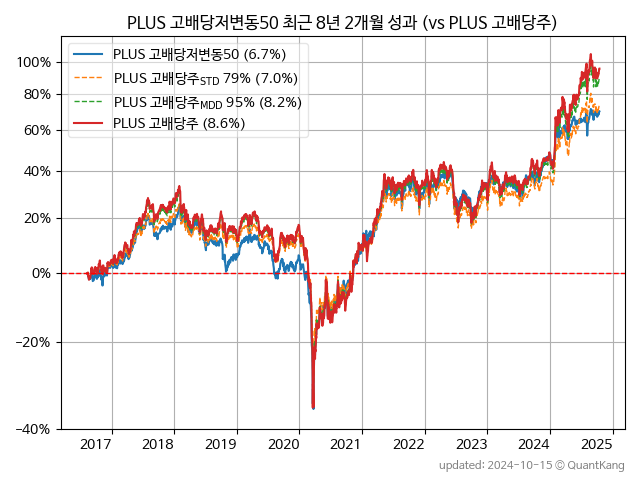 PLUS 고배당저변동50 최근 8년 2개월 성과 (vs PLUS 고배당주)
PLUS 고배당저변동50 (6.7%)
PLUS 고배당주STD 79% (7.0%)
PLUS 고배당주MDD 95% (8.2%)
PLUS 고배당주 (8.6%)
100%
80%
60%
40%
20%
0%
−20%
−40%
2017 2018 2019 2020 2021 2022 2023 2024 2025
updated: 2024-10-15 © QuantKang